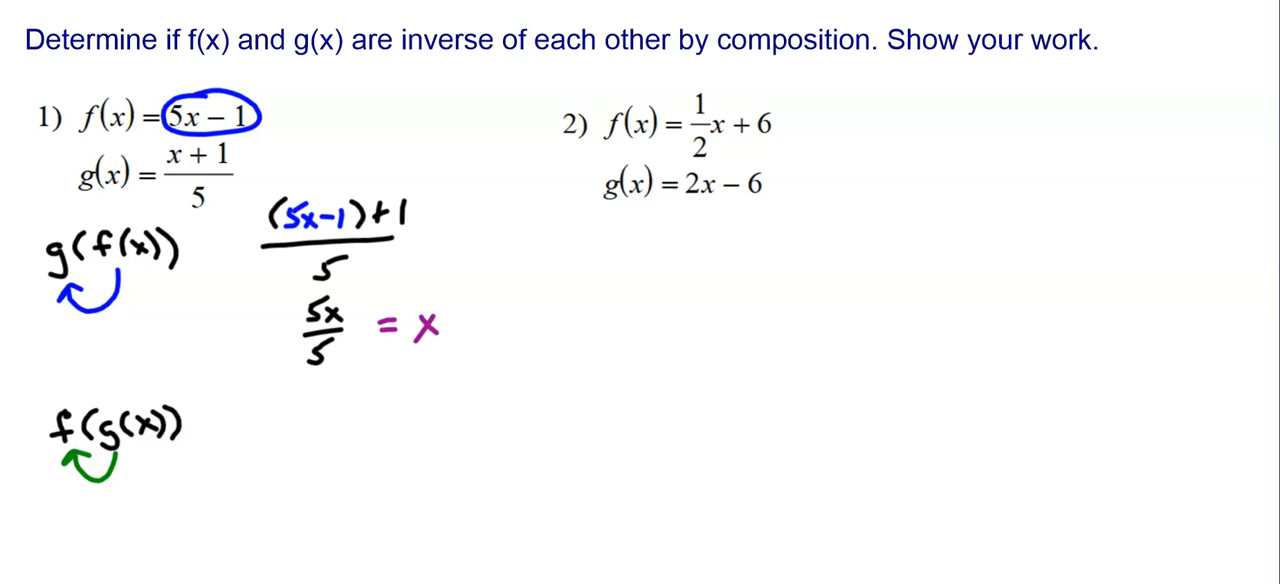 Determine if f(x) and g(x) are inverse of each other by composition. Show your work.
1) f(x) = 5x – 1
g(x) = (x + 1)/5
g(f(x))
((5x-1)+1)/5
5x/5 = x
f(g(x))
2) f(x) = 1/2 x + 6
g(x) = 2x – 6